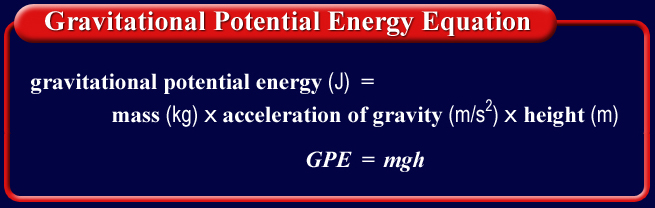 Gravitational Potential Energy Equation
gravitational potential energy (J) =
mass (kg) x acceleration of gravity (m/s²) x height (m)
GPE = mgh